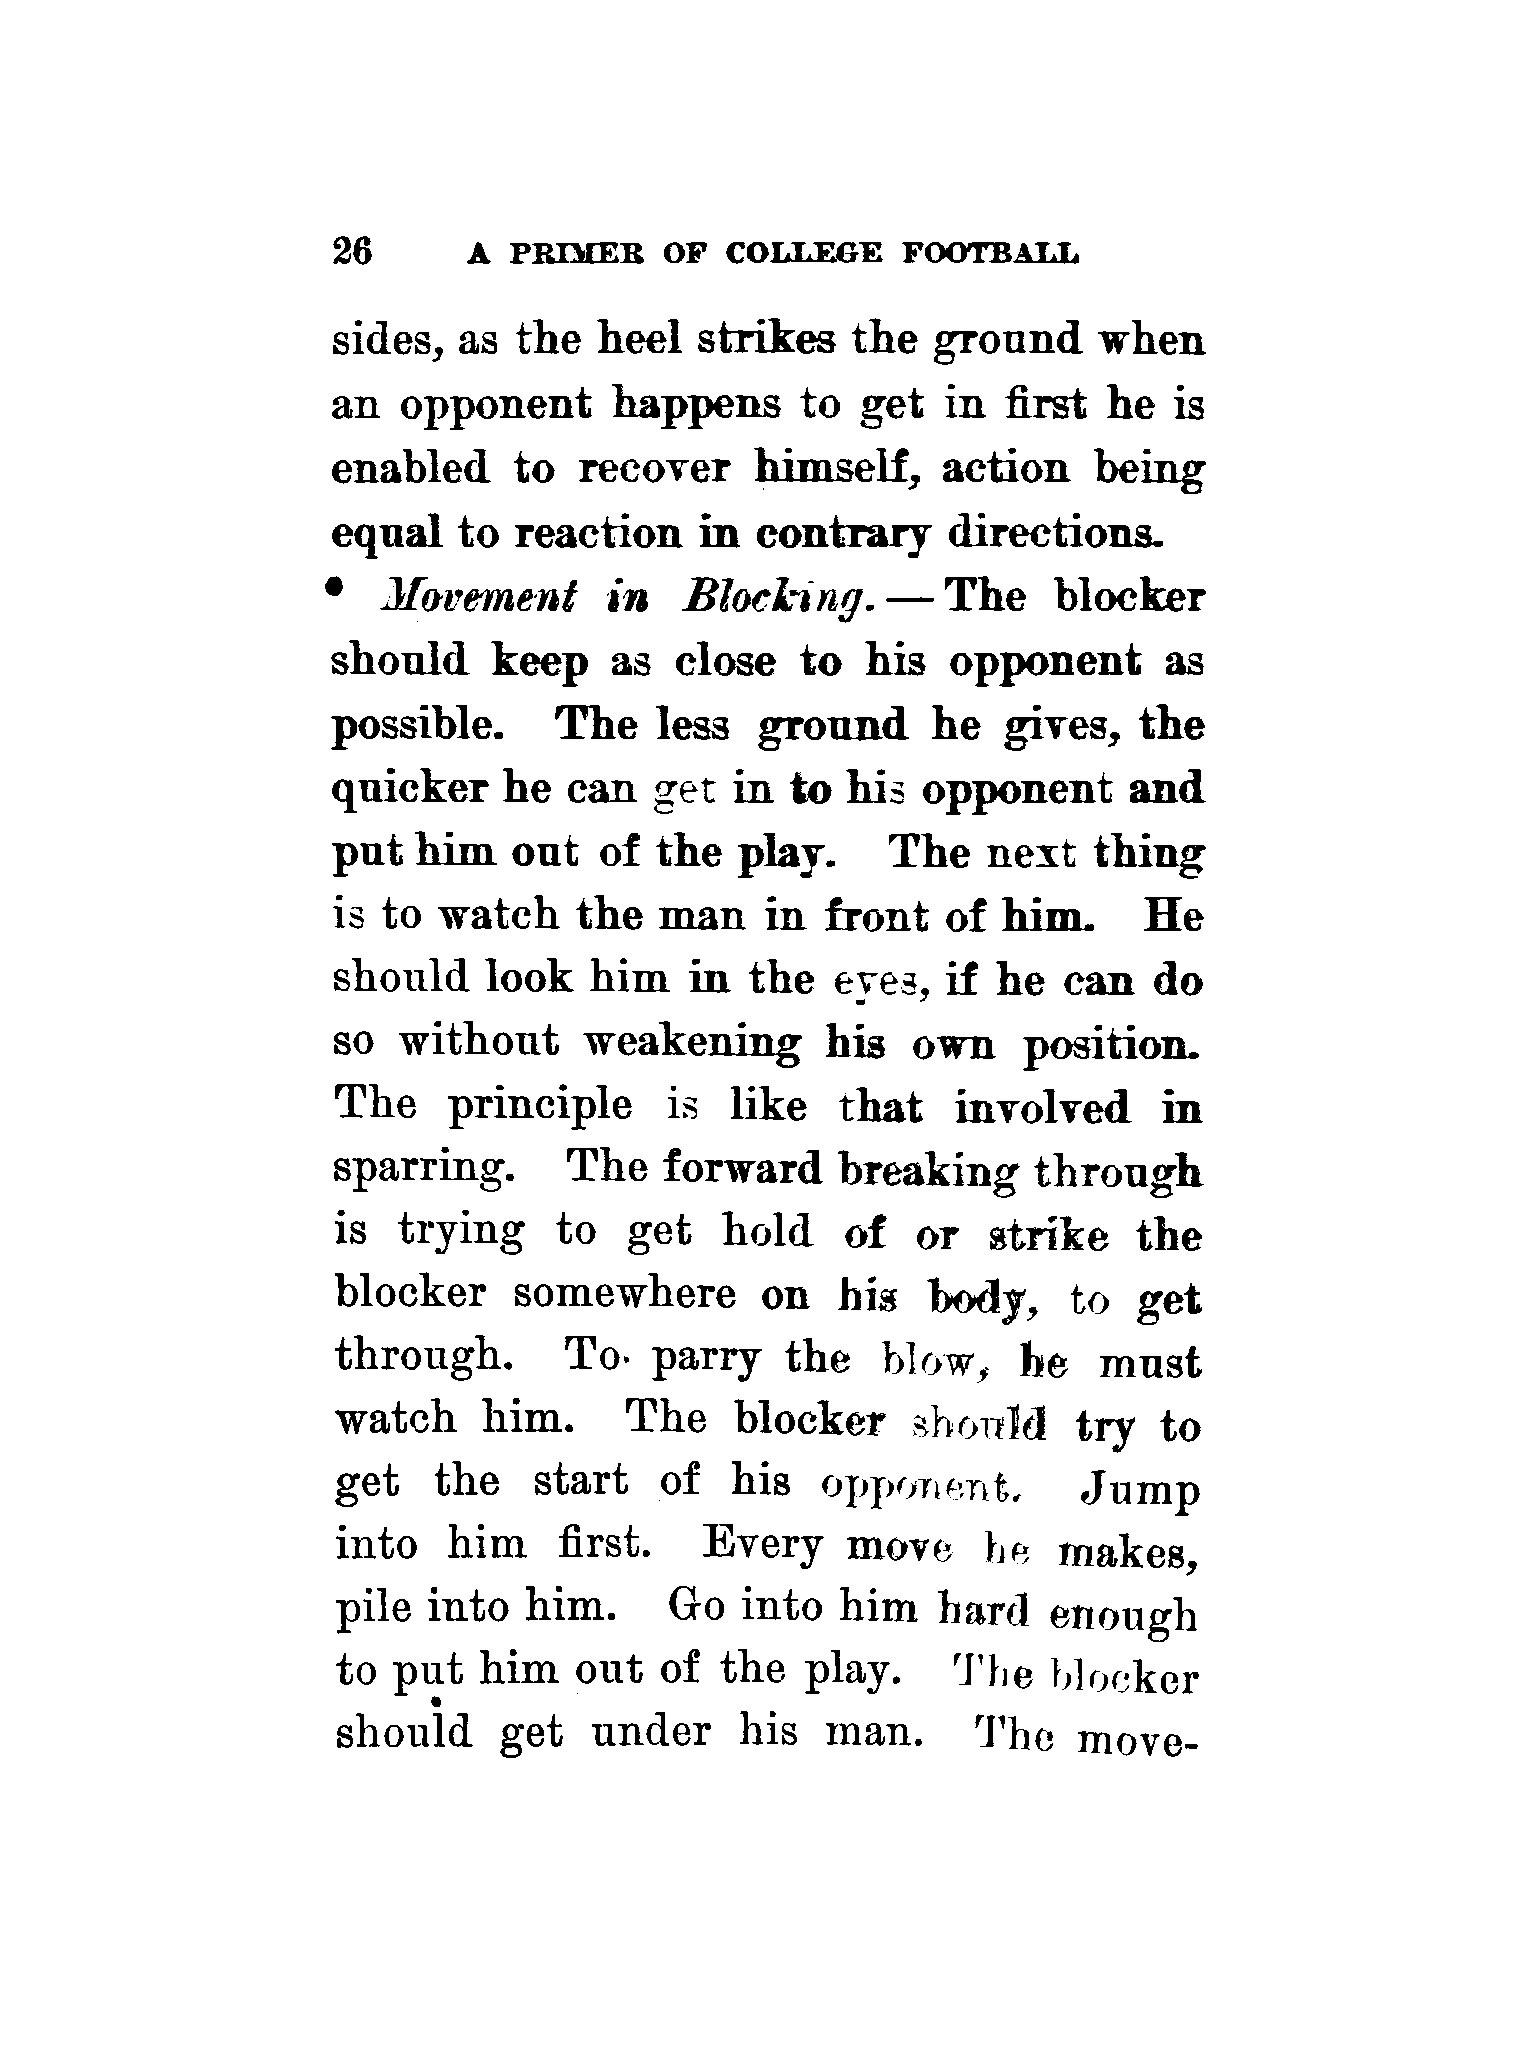 26 A PRIMER OF COLLEGE FOOTBALL
sides, as the heel strikes the ground when
an opponent happens to get in first he is
enabled to recover himself, action being
equal to reaction in contrary directions.
• Movement in Blocking. — The blocker
should keep as close to his opponent as
possible. The less ground he gives, the
quicker he can get in to his opponent and
put him out of the play. The next thing
is to watch the man in front of him. He
should look him in the eyes, if he can do
so without weakening his own position.
The principle is like that involved in
sparring. The forward breaking through
is trying to get hold of or strike the
blocker somewhere on his body, to get
through. To parry the blow, he must
watch him. The blocker should try to
get the start of his opponent. Jump
into him first. Every move he makes,
pile into him. Go into him hard enough
to put him out of the play. The blocker
should get under his man. The move-